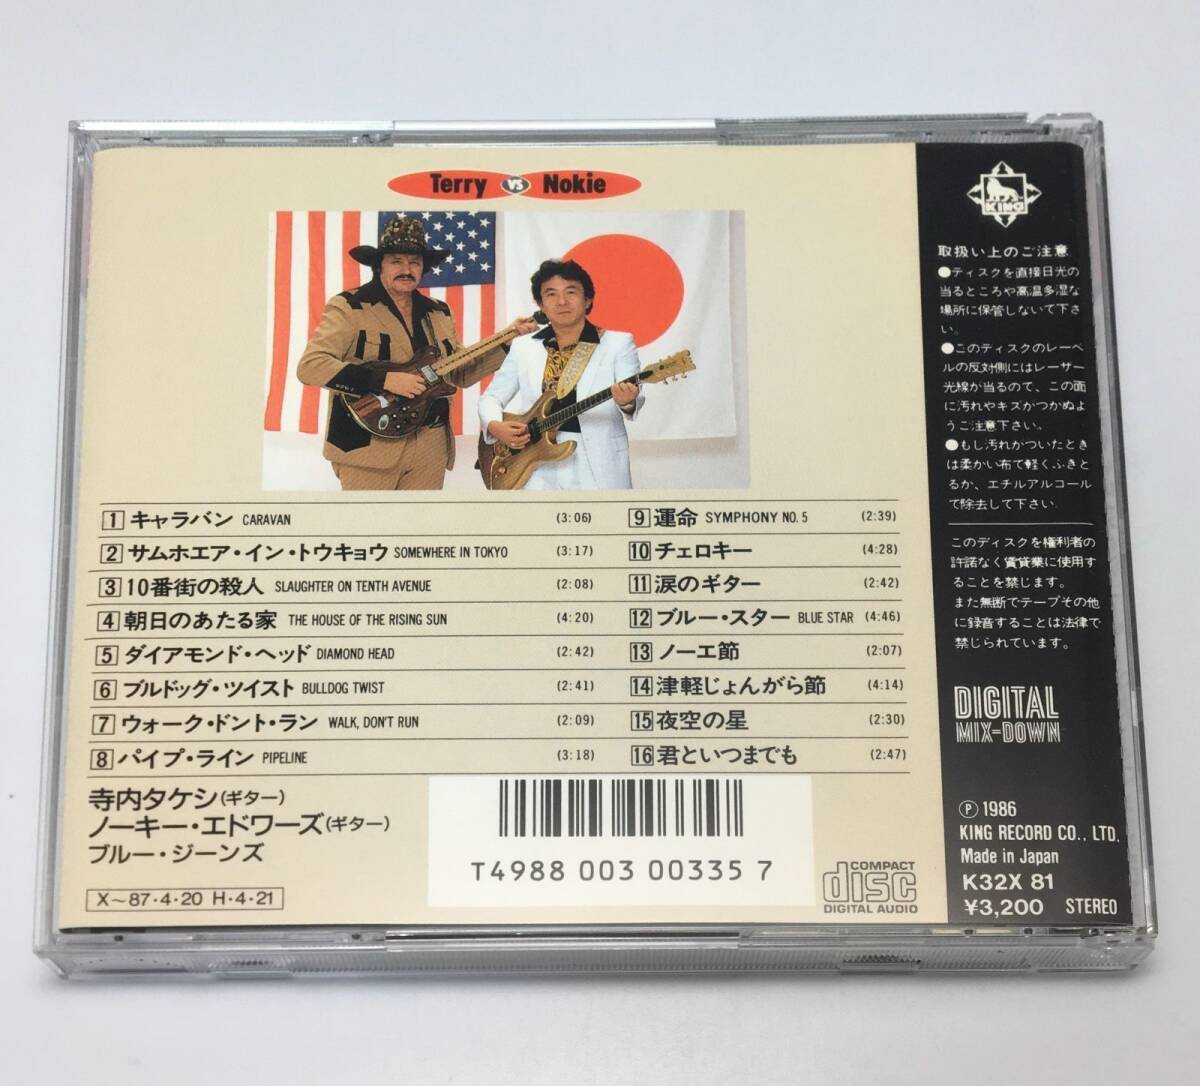 Terry VS Nokie
1 キャラバン CARAVAN (3:06)
2 サムホエア・イン・トウキョウ SOMEWHERE IN TOKYO (3:17)
3 10番街の殺人 SLAUGHTER ON TENTH AVENUE (2:08)
4 朝日のあたる家 THE HOUSE OF THE RISING SUN (4:20)
5 ダイアモンド・ヘッド DIAMOND HEAD (2:42)
6 ブルドッグ・ツイスト BULLDOG TWIST (2:41)
7 ウォーク・ドント・ラン WALK, DON'T RUN (2:09)
8 パイプ・ライン PIPELINE (3:18)
9 運命 SYMPHONY NO. 5 (2:39)
10 チェロキー (4:28)
11 涙のギター (2:42)
12 ブルー・スター BLUE STAR (4:46)
13 ノーエ節 (2:07)
14 津軽じょんがら節 (4:14)
15 夜空の星 (2:30)
16 君といつまでも (2:47)
寺内タケシ(ギター)
ノーキー・エドワーズ(ギター)
ブルー・ジーンズ
X〜87・4・20 H・4・21
T4988 003 00335 7
COMPACT
disc
DIGITAL AUDIO
KING
取扱い上のご注意
●ディスクを直接日光の
当るところや高温多湿な
場所に保管しないで下さ
い。
●このディスクのレーベ
ルの反対側にはレーザー
光線が当るので、この面
に汚れやキズがつかぬよ
うご注意下さい。
●もし汚れがついたとき
は柔かい布で軽くふきと
るか、エチルアルコール
で除去して下さい.
このディスクを権利者の
許諾なく賃貸業に使用す
ることを禁じます。
また無断でテープその他
に録音することは法律で
禁じられています。
DIGITAL
MIX-DOWN
Ⓟ 1986
KING RECORD CO., LTD.
Made in Japan
K32X 81
¥3,200 STEREO